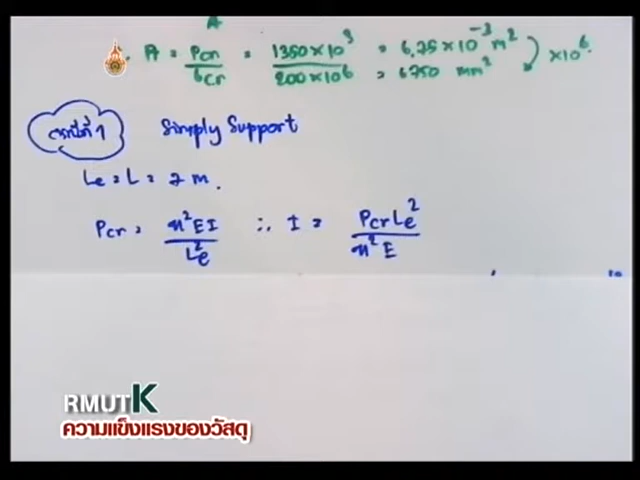 A
∴ A = Pcr/σcr = 1350×10³/200×10⁶ = 6.75×10⁻³ m² ×10⁶
= 6750 mm²
กรณีที่ 1 Simply Support
Le = L = 2 m.
Pcr = π²EI/Le² ∴ I = PcrLe²/π²E
RMUTK
ความแข็งแรงของวัสดุ